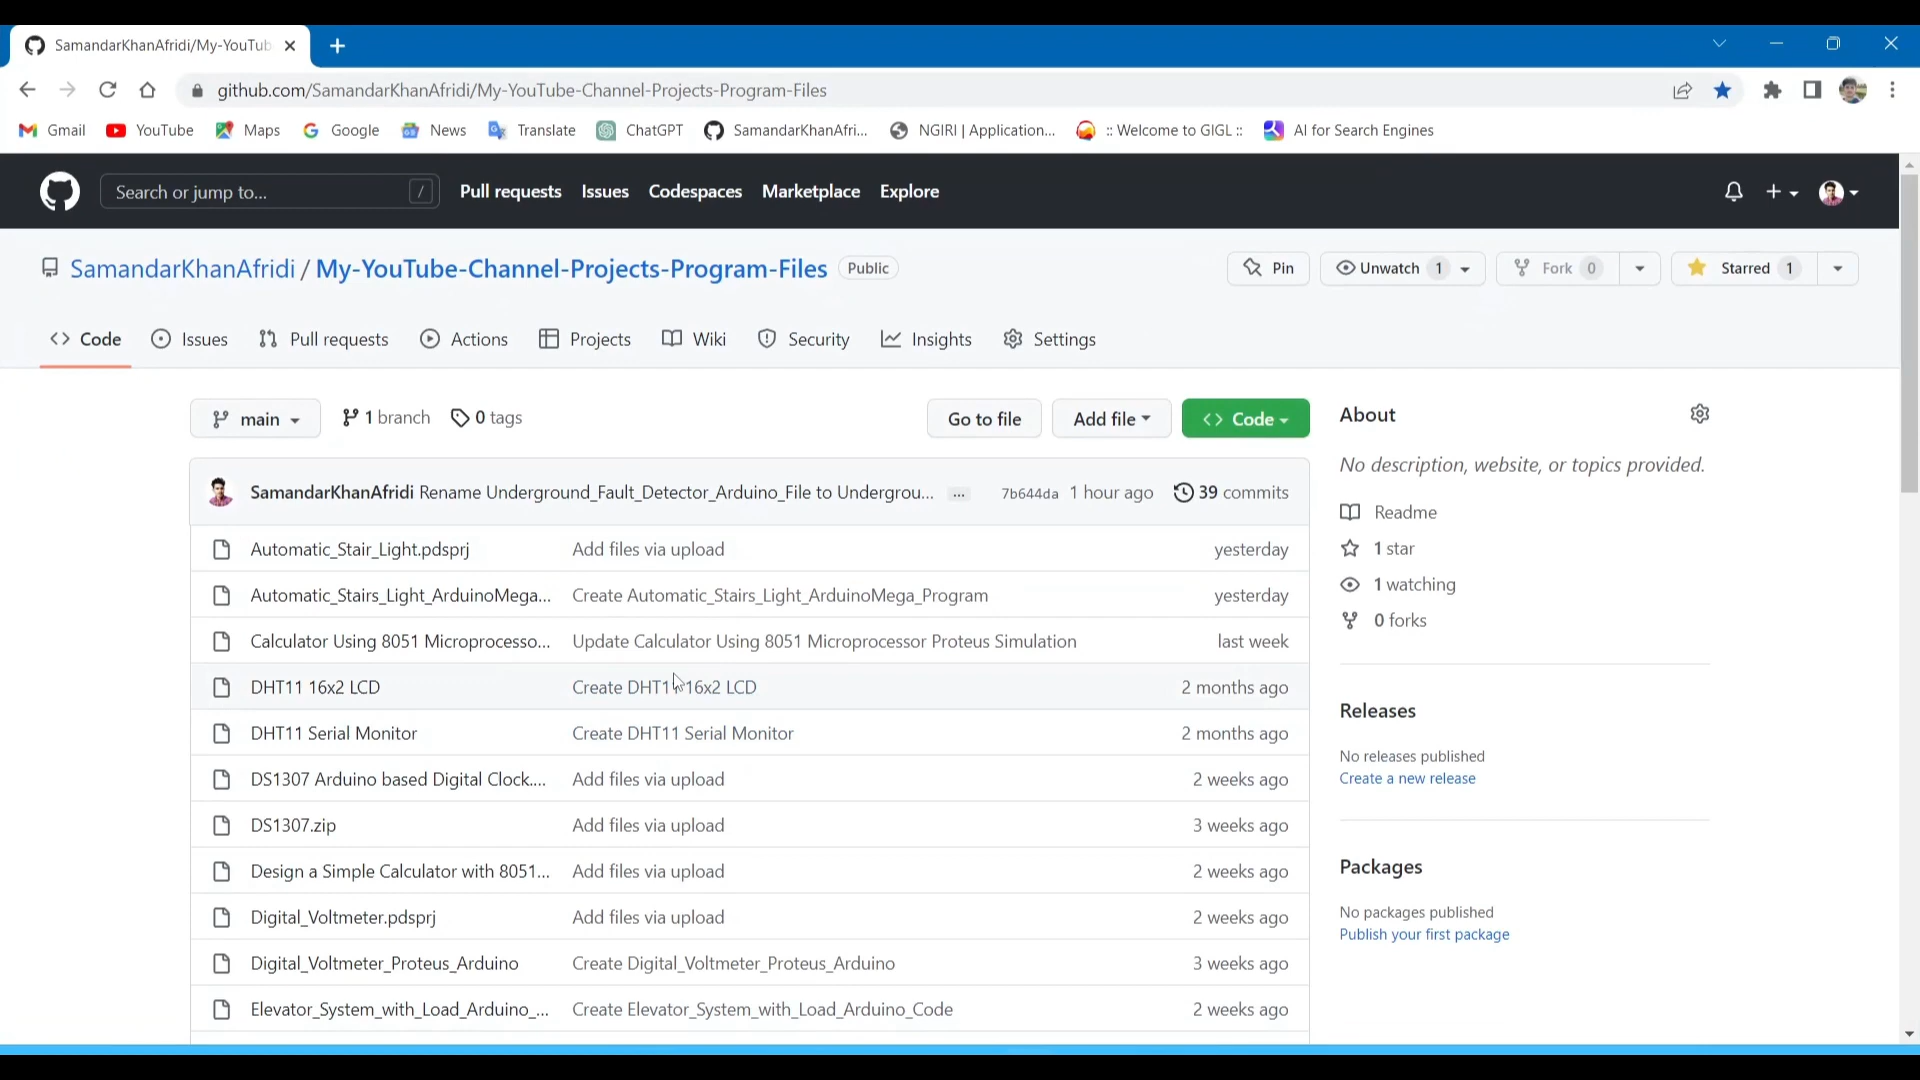 SamandarKhanAfridi/My-YouTub
github.com/SamandarKhanAfridi/My-YouTube-Channel-Projects-Program-Files
Gmail YouTube Maps Google News Translate ChatGPT SamandarKhanAfri... NGIRI | Application... :: Welcome to GIGL :: AI for Search Engines
Search or jump to... / Pull requests Issues Codespaces Marketplace Explore
SamandarKhanAfridi / My-YouTube-Channel-Projects-Program-Files Public Pin Unwatch 1 Fork 0 Starred 1
Code Issues Pull requests Actions Projects Wiki Security Insights Settings
main 1 branch 0 tags Go to file Add file Code
SamandarKhanAfridi Rename Underground_Fault_Detector_Arduino_File to Undergrou... ... 7b644da 1 hour ago 39 commits
Automatic_Stair_Light.pdsprj Add files via upload yesterday
Automatic_Stairs_Light_ArduinoMega... Create Automatic_Stairs_Light_ArduinoMega_Program yesterday
Calculator Using 8051 Microprocesso... Update Calculator Using 8051 Microprocessor Proteus Simulation last week
DHT11 16x2 LCD Create DHT11 16x2 LCD 2 months ago
DHT11 Serial Monitor Create DHT11 Serial Monitor 2 months ago
DS1307 Arduino based Digital Clock.... Add files via upload 2 weeks ago
DS1307.zip Add files via upload 3 weeks ago
Design a Simple Calculator with 8051... Add files via upload 2 weeks ago
Digital_Voltmeter.pdsprj Add files via upload 2 weeks ago
Digital_Voltmeter_Proteus_Arduino Create Digital_Voltmeter_Proteus_Arduino 3 weeks ago
Elevator_System_with_Load_Arduino_... Create Elevator_System_with_Load_Arduino_Code 2 weeks ago
About
No description, website, or topics provided.
Readme
1 star
1 watching
0 forks
Releases
No releases published
Create a new release
Packages
No packages published
Publish your first package